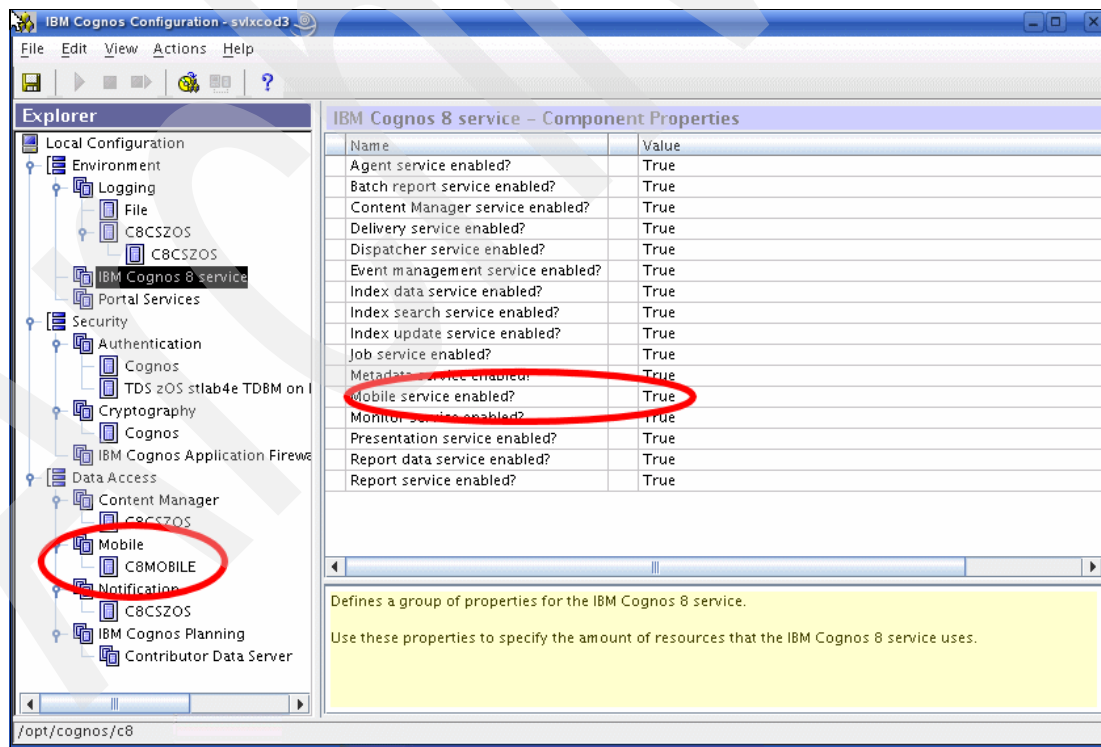 IBM Cognos Configuration - svlxcod3
File Edit View Actions Help
Explorer
Local Configuration
Environment
Logging
File
C8CSZOS
C8CSZOS
IBM Cognos 8 service
Portal Services
Security
Authentication
Cognos
TDS zOS stlab4e TDBM on
Cryptography
Cognos
IBM Cognos Application Firewa
Data Access
Content Manager
C8CSZOS
Mobile
C8MOBILE
Notification
C8CSZOS
IBM Cognos Planning
Contributor Data Server
IBM Cognos 8 service - Component Properties
Name Value
Agent service enabled? True
Batch report service enabled? True
Content Manager service enabled? True
Delivery service enabled? True
Dispatcher service enabled? True
Event management service enabled? True
Index data service enabled? True
Index search service enabled? True
Index update service enabled? True
Job service enabled? True
Metadata service enabled? True
Mobile service enabled? True
Monitor service enabled? True
Presentation service enabled? True
Report data service enabled? True
Report service enabled? True
Defines a group of properties for the IBM Cognos 8 service.
Use these properties to specify the amount of resources that the IBM Cognos 8 service uses.
/opt/cognos/c8